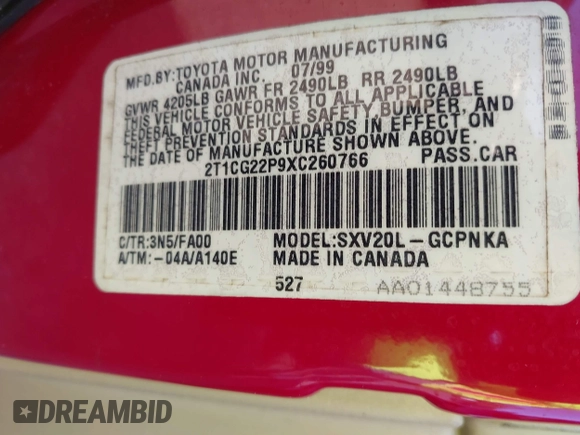 MFD.BY:TOYOTA MOTOR MANUFACTURING
CANADA INC. 07/99
GVWR 4205LB GAWR FR 2490LB RR 2490LB
THIS VEHICLE CONFORMS TO ALL APPLICABLE
FEDERAL MOTOR VEHICLE SAFETY BUMPER, AND
THEFT PREVENTION STANDARDS IN EFFECT ON
THE DATE OF MANUFACTURE SHOWN ABOVE.
2T1CG22P9XC260766 PASS.CAR
C/TR:3N5/FA00 MODEL:SXV20L-GCPNKA
A/TM:-04A/A140E MADE IN CANADA
527 AA01448755
DREAMBID